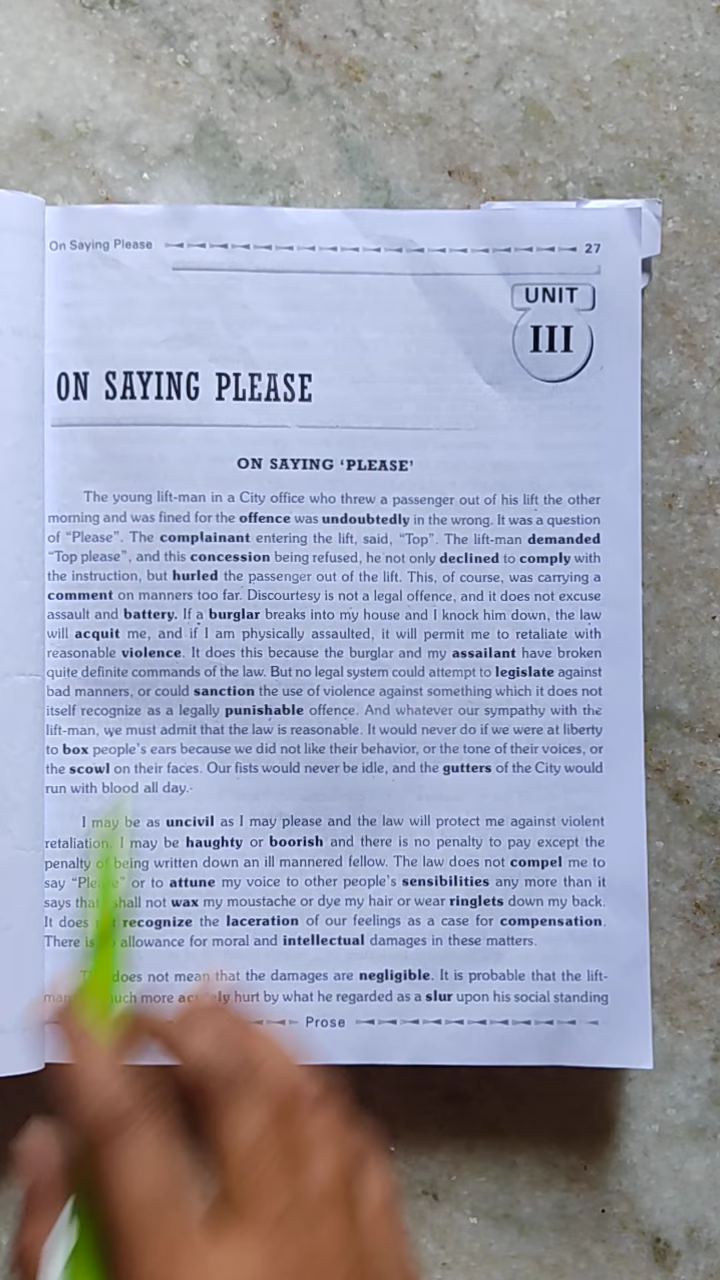 On Saying Please 27
UNIT
III
ON SAYING PLEASE
ON SAYING 'PLEASE'
The young lift-man in a City office who threw a passenger out of his lift the other
morning and was fined for the offence was undoubtedly in the wrong. It was a question
of "Please". The complainant entering the lift, said, "Top". The lift-man demanded
"Top please", and this concession being refused, he not only declined to comply with
the instruction, but hurled the passenger out of the lift. This, of course, was carrying a
comment on manners too far. Discourtesy is not a legal offence, and it does not excuse
assault and battery. If a burglar breaks into my house and I knock him down, the law
will acquit me, and if I am physically assaulted, it will permit me to retaliate with
reasonable violence. It does this because the burglar and my assailant have broken
quite definite commands of the law. But no legal system could attempt to legislate against
bad manners, or could sanction the use of violence against something which it does not
itself recognize as a legally punishable offence. And whatever our sympathy with the
lift-man, we must admit that the law is reasonable. It would never do if we were at liberty
to box people's ears because we did not like their behavior, or the tone of their voices, or
the scowl on their faces. Our fists would never be idle, and the gutters of the City would
run with blood all day.
I may be as uncivil as I may please and the law will protect me against violent
retaliation. I may be haughty or boorish and there is no penalty to pay except the
penalty of being written down an ill mannered fellow. The law does not compel me to
say "Please" or to attune my voice to other people's sensibilities any more than it
says that shall not wax my moustache or dye my hair or wear ringlets down my back.
It does recognize the laceration of our feelings as a case for compensation.
There is allowance for moral and intellectual damages in these matters.
does not mean that the damages are negligible. It is probable that the lift-
much more acutely hurt by what he regarded as a slur upon his social standing
Prose